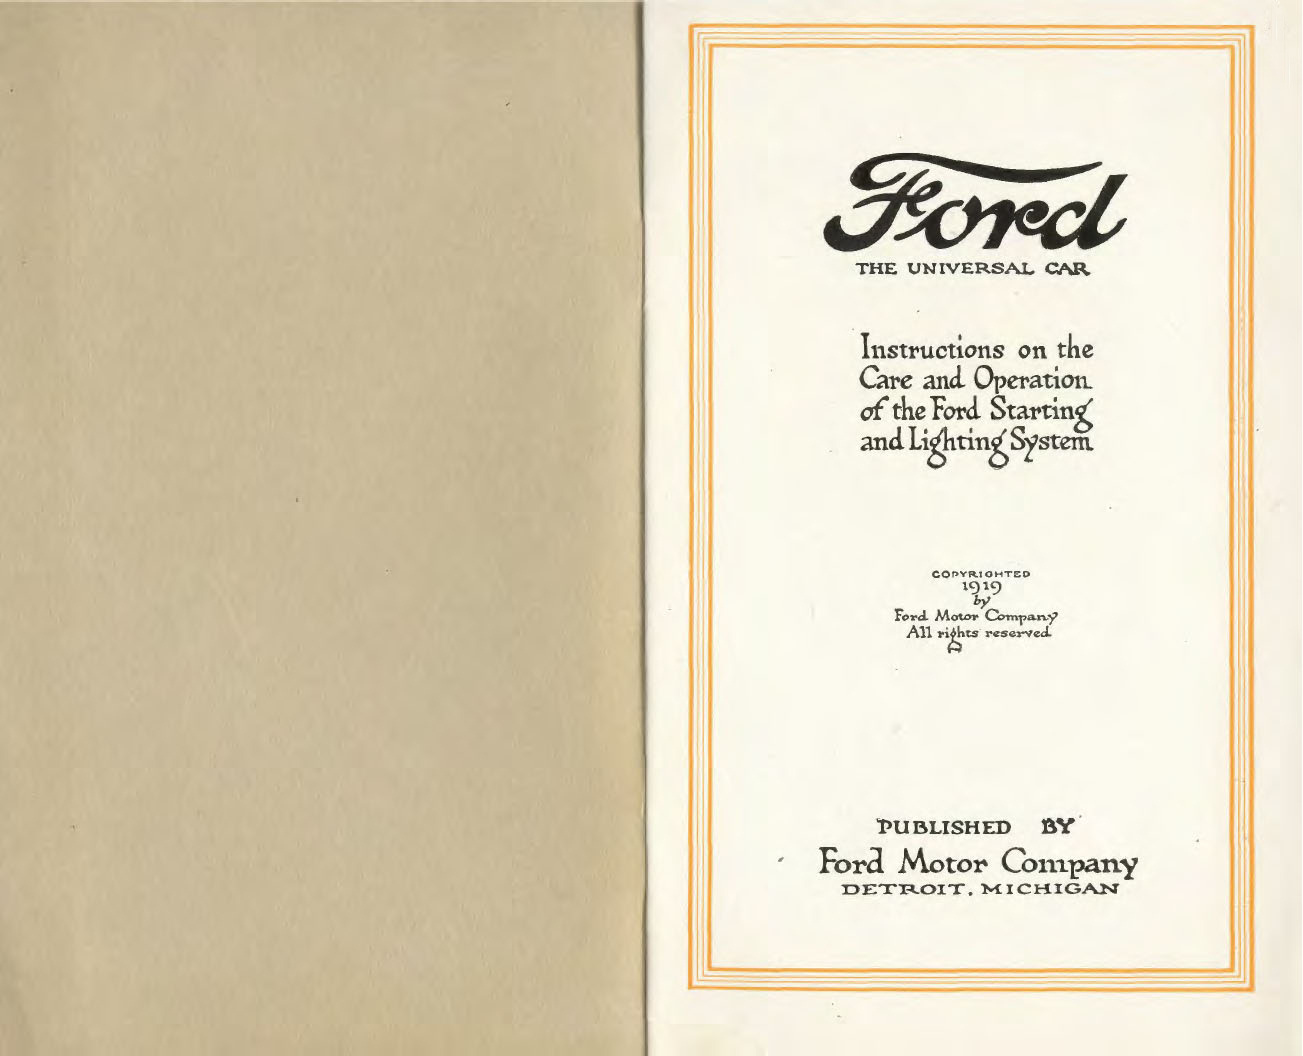 Ford
THE UNIVERSAL CAR
Instructions on the
Care and Operation
of the Ford Starting
and Lighting System
COPYRIGHTED
1919
by
Ford Motor Company
All rights reserved
PUBLISHED BY
Ford Motor Company
DETROIT, MICHIGAN